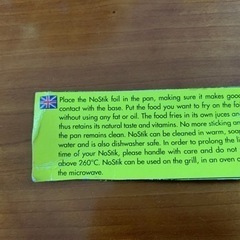 Place the NoStik foil in the pan, making sure it makes good
contact with the base. Put the food you want to fry on the fo
without using any fat or oil. The food fries in its own juices and
thus retains its natural taste and vitamins. No more sticking an
the pan remains clean. NoStik can be cleaned in warm, soa
water and is also dishwasher safe. In order to prolong the li
time of your NoStik, please handle with care and do not
above 260°C. NoStik can be used on the grill, in an oven o
the microwave.